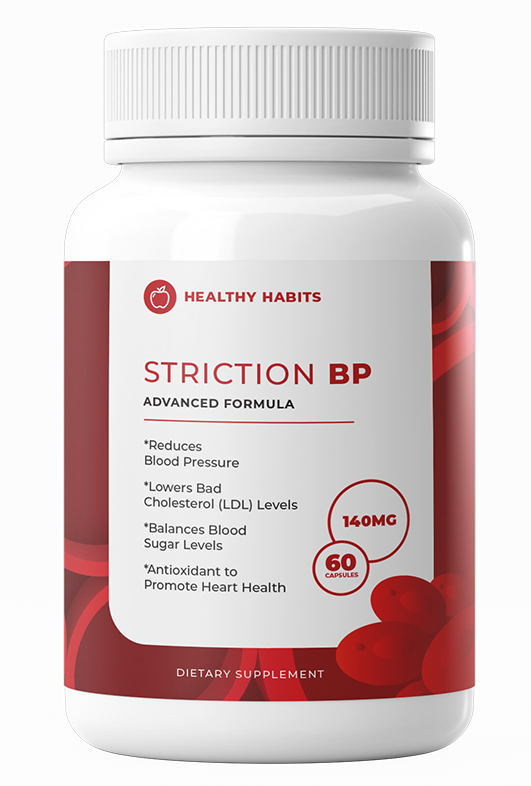 HEALTHY HABITS
STRICTION BP
ADVANCED FORMULA
*Reduces
Blood Pressure
*Lowers Bad
Cholesterol (LDL) Levels
*Balances Blood
Sugar Levels
*Antioxidant to
Promote Heart Health
140MG
60
CAPSULES
DIETARY SUPPLEMENT